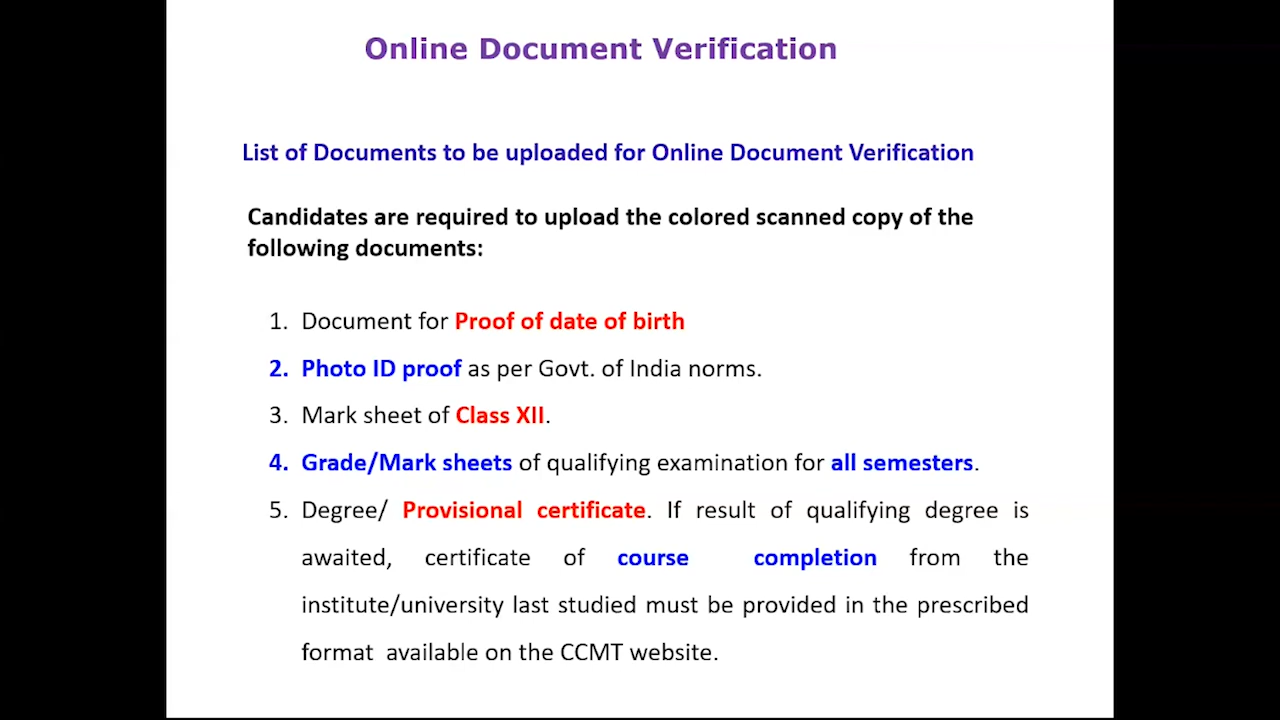 Online Document Verification
List of Documents to be uploaded for Online Document Verification
Candidates are required to upload the colored scanned copy of the
following documents:
1. Document for Proof of date of birth
2. Photo ID proof as per Govt. of India norms.
3. Mark sheet of Class XII.
4. Grade/Mark sheets of qualifying examination for all semesters.
5. Degree/ Provisional certificate. If result of qualifying degree is
awaited, certificate of course completion from the
institute/university last studied must be provided in the prescribed
format available on the CCMT website.